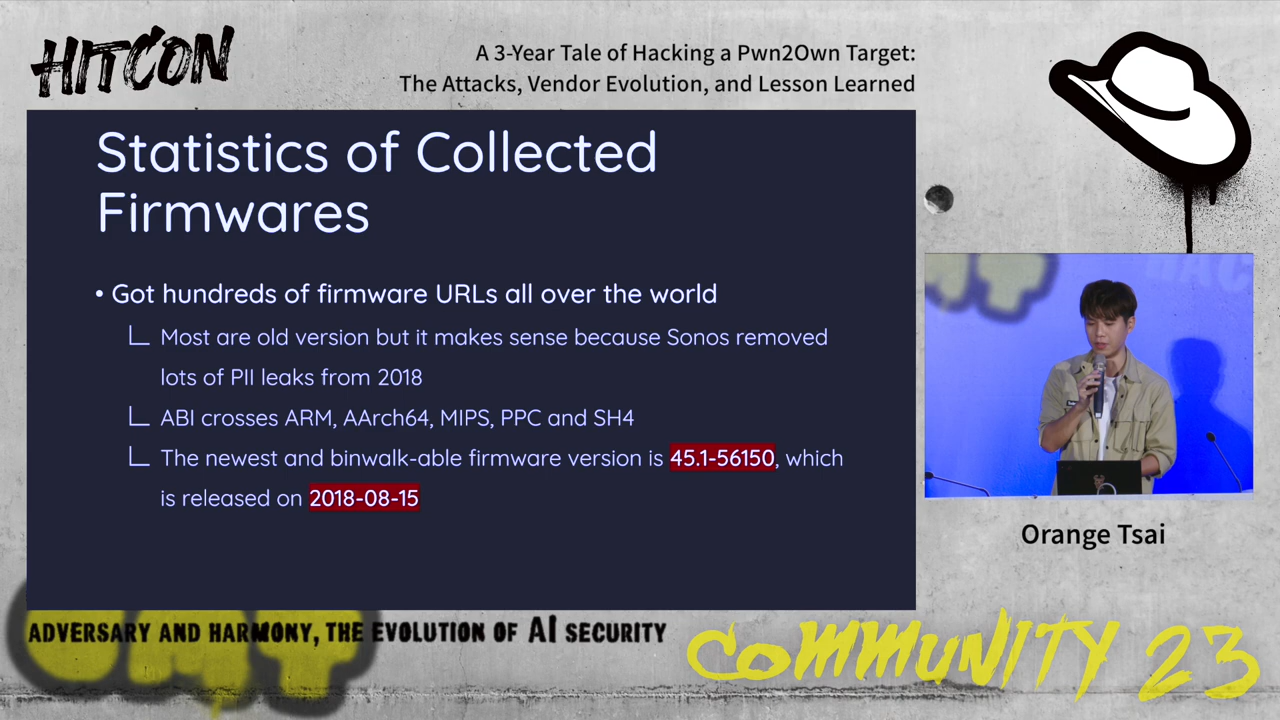 HITCON
A 3-Year Tale of Hacking a Pwn2Own Target:
The Attacks, Vendor Evolution, and Lesson Learned
Statistics of Collected
Firmwares
• Got hundreds of firmware URLs all over the world
Most are old version but it makes sense because Sonos removed
lots of PII leaks from 2018
ABI crosses ARM, AArch64, MIPS, PPC and SH4
The newest and binwalk-able firmware version is 45.1-56150, which
is released on 2018-08-15
Orange Tsai
ADVERSARY AND HARMONY, THE EVOLUTION OF AI SECURITY
COMMUNITY 23